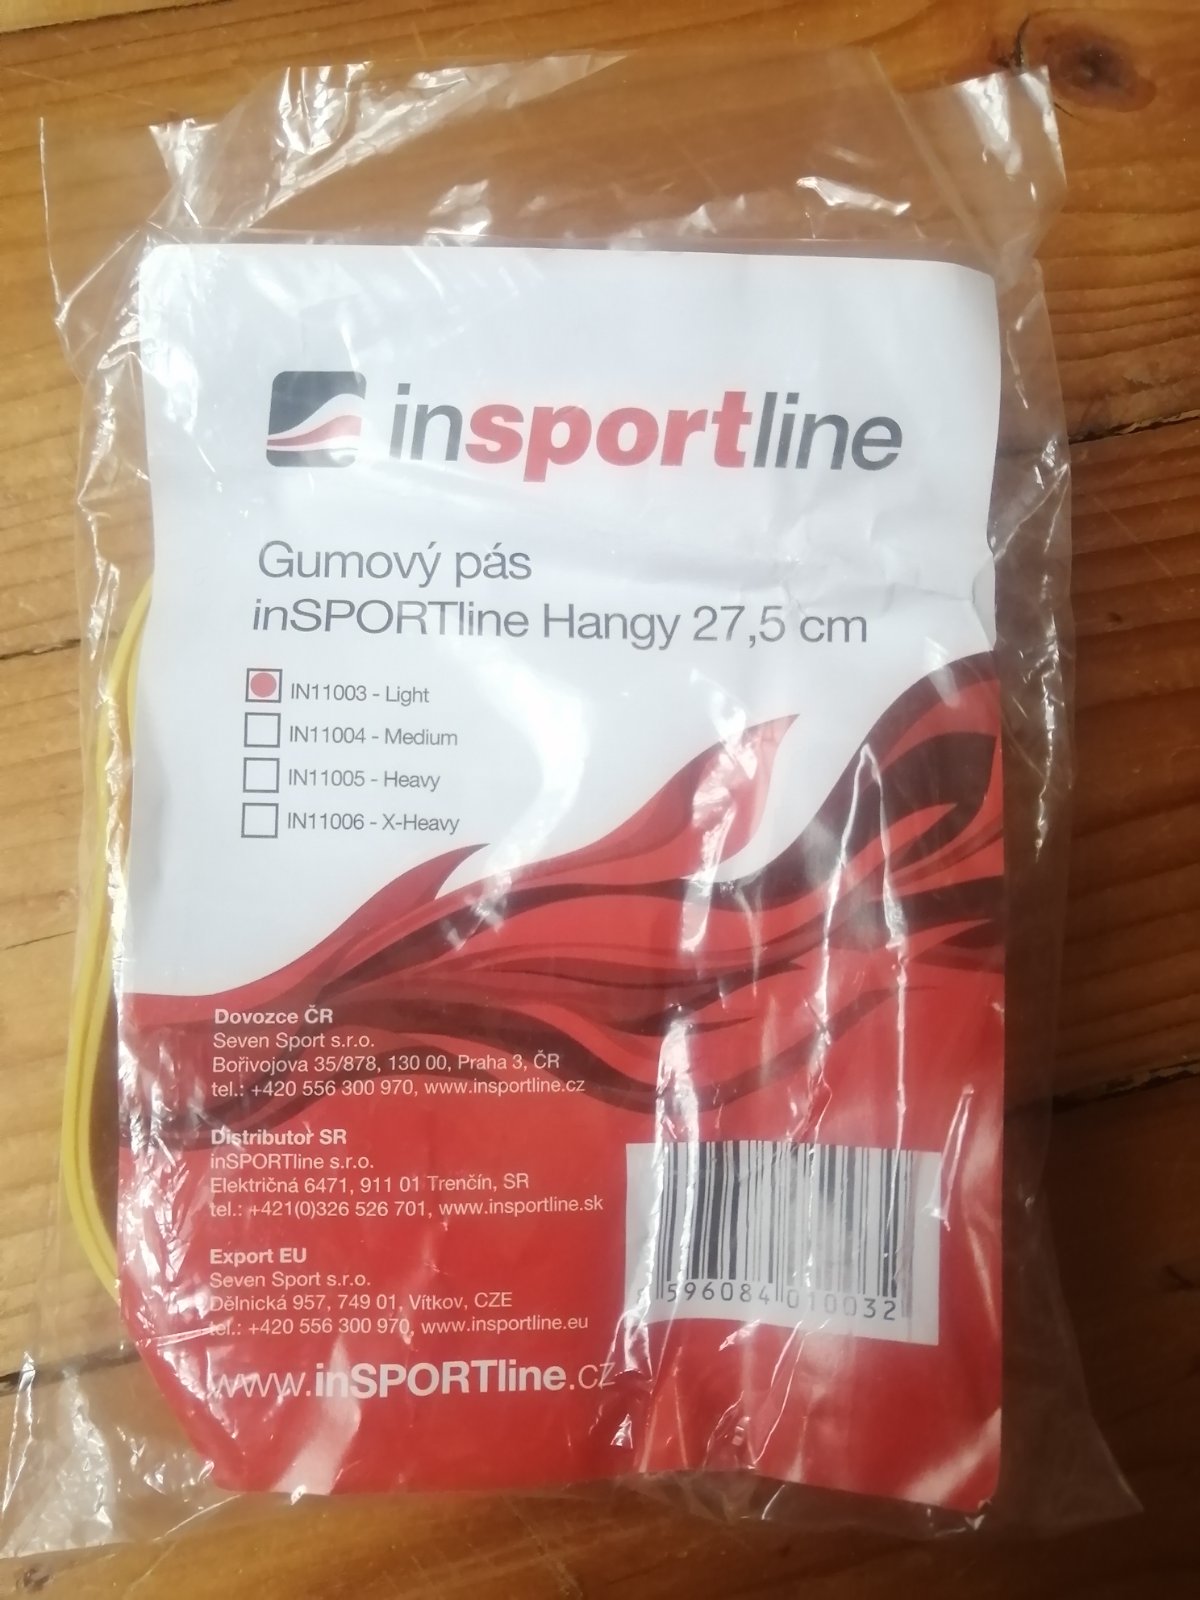 insportline
Gumový pás
inSPORTline Hangy 27,5 cm
IN11003 - Light
IN11004 - Medium
IN11005 - Heavy
IN11006 - X-Heavy
Dovozce ČR
Seven Sport s.r.o.
Bořivojova 35/878, 130 00, Praha 3, ČR
tel.: +420 556 300 970, www.insportline.cz
Distributor SR
inSPORTline s.r.o.
Električná 6471, 911 01 Trenčín, SR
tel.: +421(0)326 526 701, www.insportline.sk
Export EU
Seven Sport s.r.o.
Dělnická 957, 749 01, Vítkov, CZE
tel.: +420 556 300 970, www.insportline.eu
596084 010032
www.inSPORTline.cz